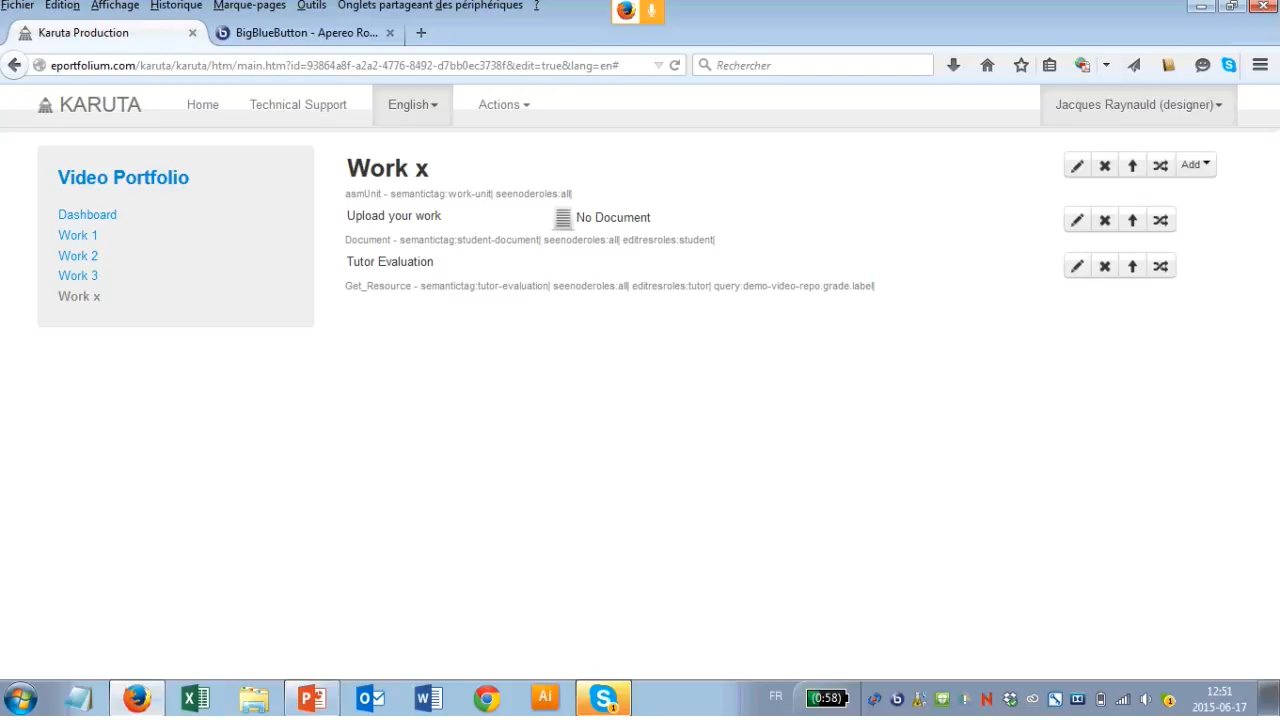 Fichier Edition Affichage Historique Marque-pages Outils Onglets partageant des périphériques ?
Karuta Production × BigBlueButton - Apereo Ro... × +
eportfolium.com/karuta/karuta/htm/main.htm?id=93864a8f-a2a2-4776-8492-d7bb0ec3738f&edit=true&lang=en# Rechercher
KARUTA Home Technical Support English Actions Jacques Raynauld (designer)
Video Portfolio
Dashboard
Work 1
Work 2
Work 3
Work x
Work x
Add
asmUnit - semantictag:work-unit| seenoderoles:all|
Upload your work No Document
Document - semantictag:student-document| seenoderoles:all| editresroles:student|
Tutor Evaluation
Get_Resource - semantictag:tutor-evaluation| seenoderoles:all| editresroles:tutor| query:demo-video-repo.grade.label|
Ai
FR (0:58) 12:51
2015-06-17